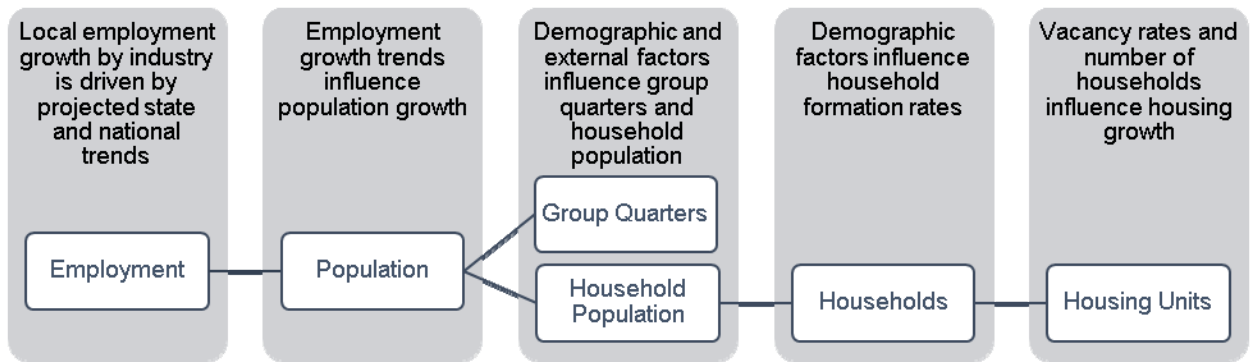 Local employment
growth by industry
is driven by
projected state
and national
trends
Employment
Employment
growth trends
influence
population growth
Population
Demographic and
external factors
influence group
quarters and
household
population
Group Quarters
Household
Population
Demographic
factors influence
household
formation rates
Households
Vacancy rates and
number of
households
influence housing
growth
Housing Units